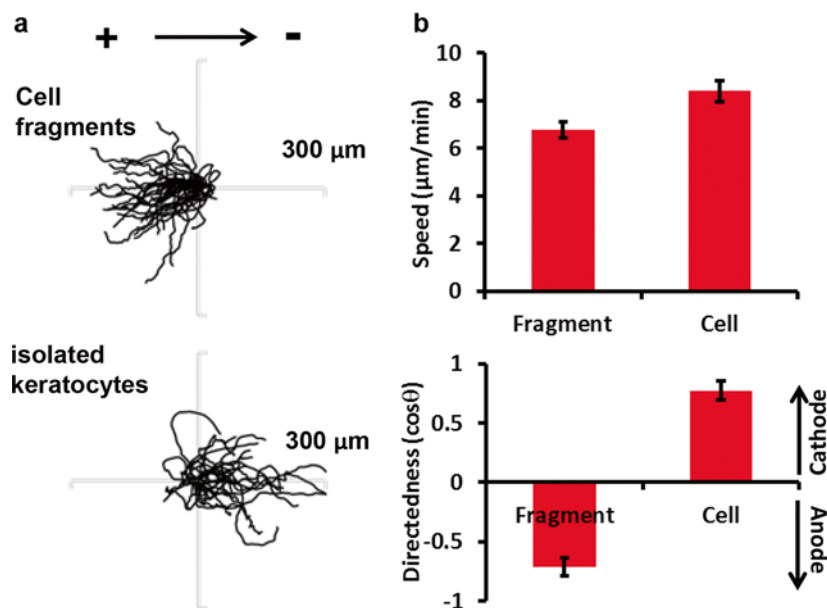 a
+ -
Cell
fragments
300 µm
isolated
keratocytes
300 µm
b
10
8
6
4
2
0
Speed (µm/min)
Fragment Cell
1
0.5
0
-0.5
-1
Directedness (cosθ)
Fragment Cell
Cathode
Anode